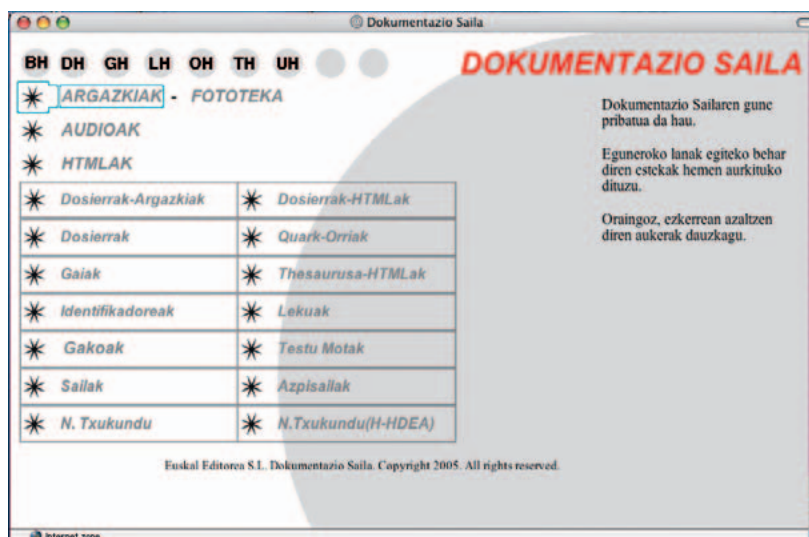 Dokumentazio Saila
BH DH GH LH OH TH UH
DOKUMENTAZIO SAILA
ARGAZKIAK - FOTOTEKA
AUDIOAK
HTMLAK
Dosierrak-Argazkiak Dosierrak-HTMLak
Dosierrak Quark-Orriak
Gaiak Thesaurusa-HTMLak
Identifikadoreak Lekuak
Gakoak Testu Motak
Sailak Azpisailak
N. Txukundu N.Txukundu(H-HDEA)
Dokumentazio Sailaren gune
pribatua da hau.
Eguneroko lanak egiteko behar
diren estekak hemen aurkituko
dituzu.
Oraingoz, ezkerrean azaltzen
diren aukerak dauzkagu.
Euskal Editorea S.L. Dokumentazio Saila. Copyright 2005. All rights reserved.
Internet zone